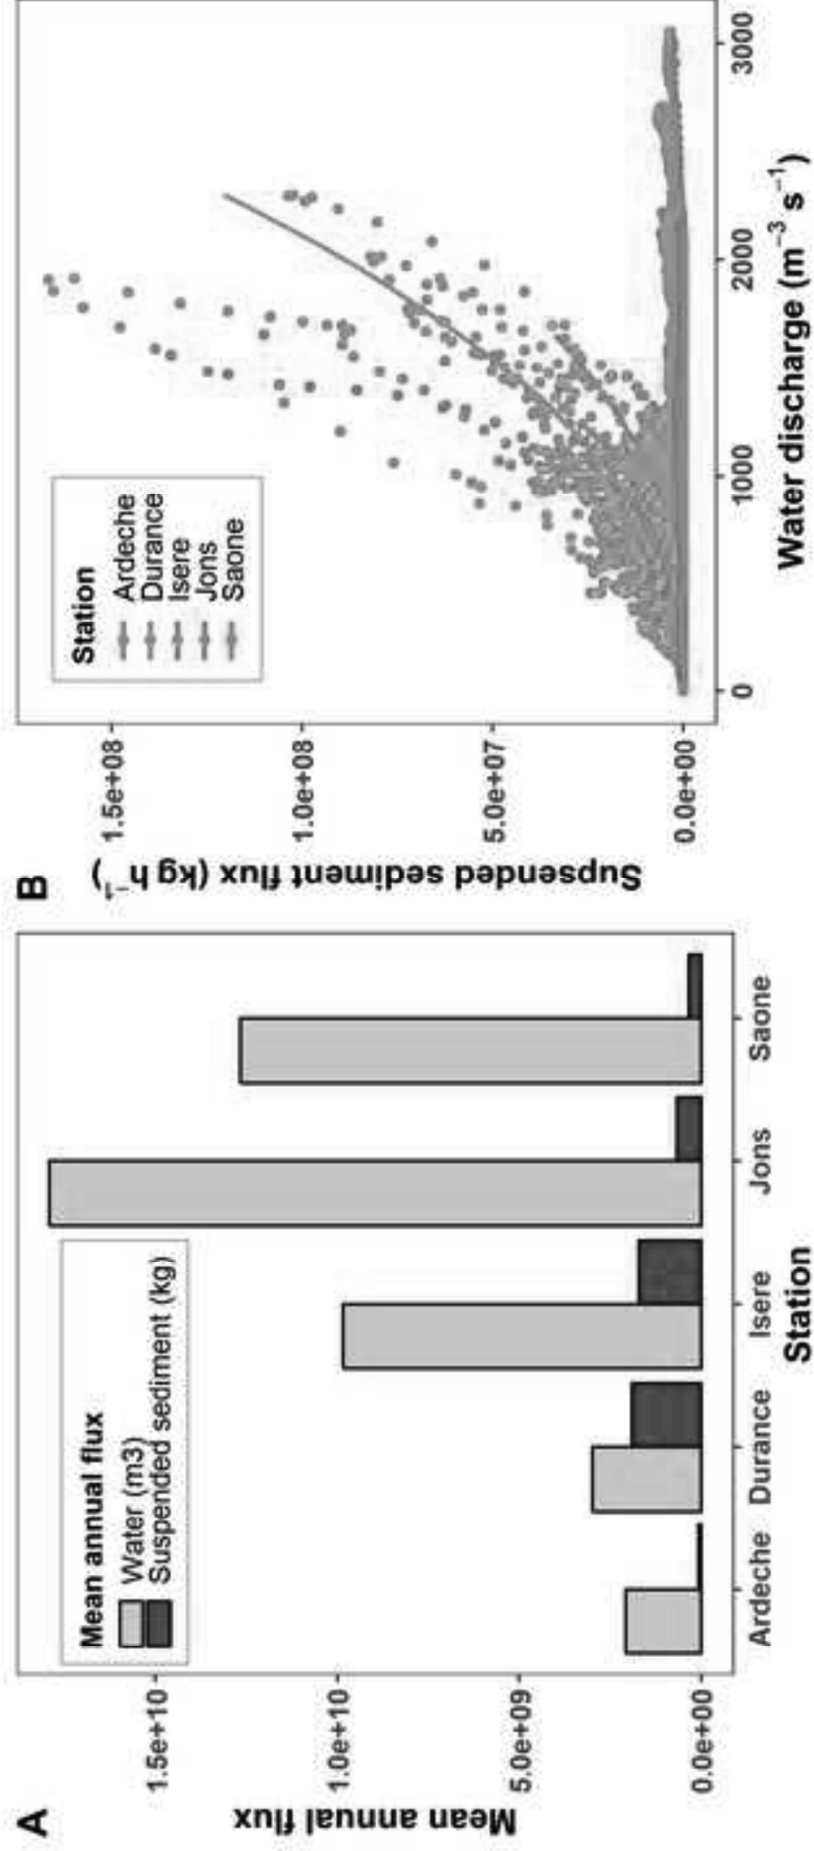 A
Mean annual flux
1.5e+10
1.0e+10
5.0e+09
0.0e+00
Mean annual flux
Water (m3)
Suspended sediment (kg)
Ardeche Durance Isere Jons Saone
Station
B
Supsended sediment flux (kg h⁻¹)
1.5e+08
1.0e+08
5.0e+07
0.0e+00
Station
Ardeche
Durance
Isere
Jons
Saone
0 1000 2000 3000
Water discharge (m⁻³ s⁻¹)